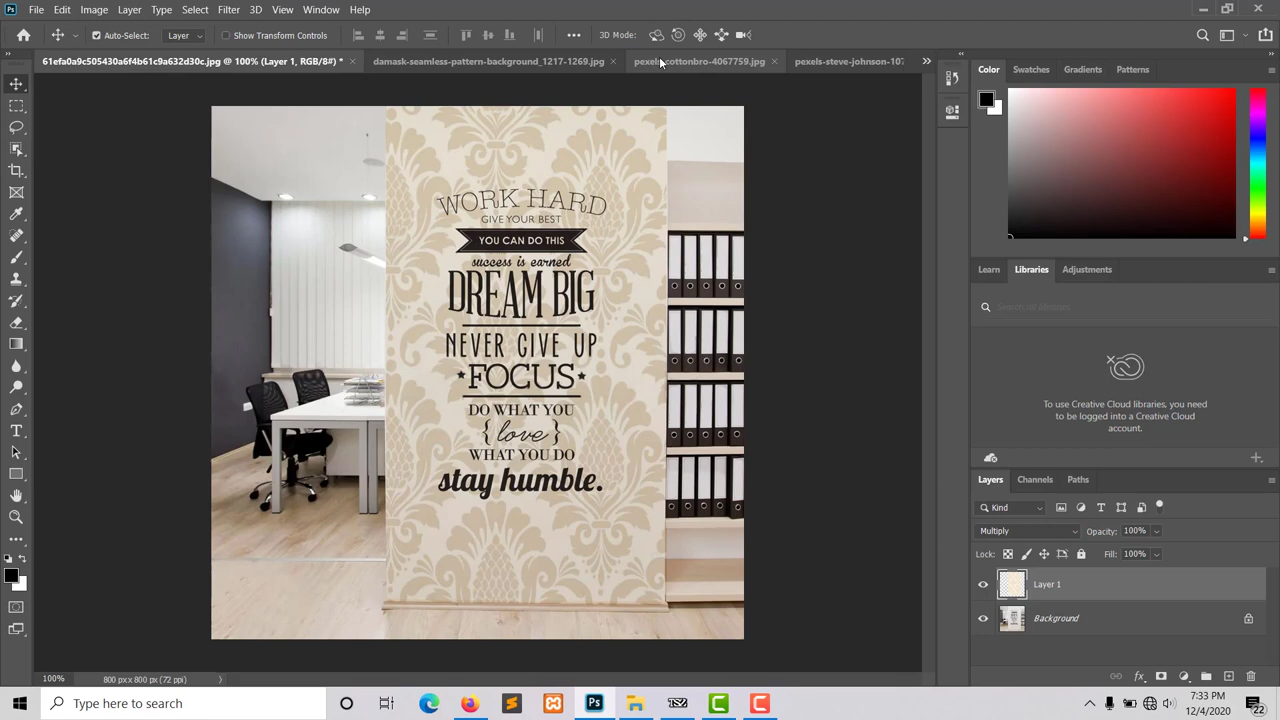 Ps File Edit Image Layer Type Select Filter 3D View Window Help
Auto-Select: Layer Show Transform Controls 3D Mode:
61efa0a9c505430a6f4b61c9a632d30c.jpg @ 100% (Layer 1, RGB/8#) * damask-seamless-pattern-background_1217-1269.jpg pexels-cottonbro-4067759.jpg pexels-steve-johnson-107
Color Swatches Gradients Patterns
WORK HARD
GIVE YOUR BEST
YOU CAN DO THIS
success is earned
DREAM BIG
NEVER GIVE UP
FOCUS
DO WHAT YOU
{love}
WHAT YOU DO
stay humble.
Learn Libraries Adjustments
Search all libraries
To use Creative Cloud libraries, you
need to be logged into a Creative Cloud
account.
Layers Channels Paths
Kind
Multiply Opacity: 100%
Lock: Fill: 100%
Layer 1
Background
100% 800 px x 800 px (72 ppi)
Type here to search
7:33 PM
12/4/2020
22